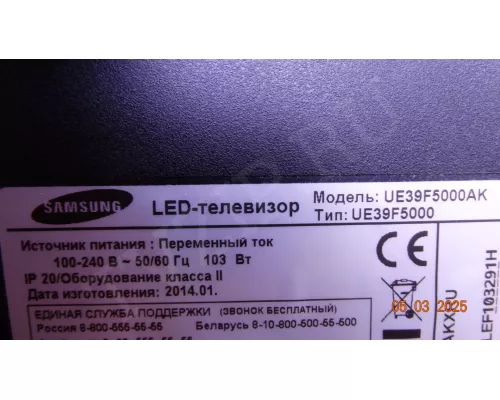 SAMSUNG
LED-телевизор
Модель: UE39F5000AK
Тип: UE39F5000
Источник питания : Переменный ток
100-240 В ~ 50/60 Гц 103 Вт
IP 20/Оборудование класса II
Дата изготовления: 2014.01.
ЕДИНАЯ СЛУЖБА ПОДДЕРЖКИ (ЗВОНОК БЕСПЛАТНЫЙ)
Россия 8-800-555-55-55 Беларусь 8-10-800-500-55-500
CE
AKXRU
LEF103291H
06 03 2025